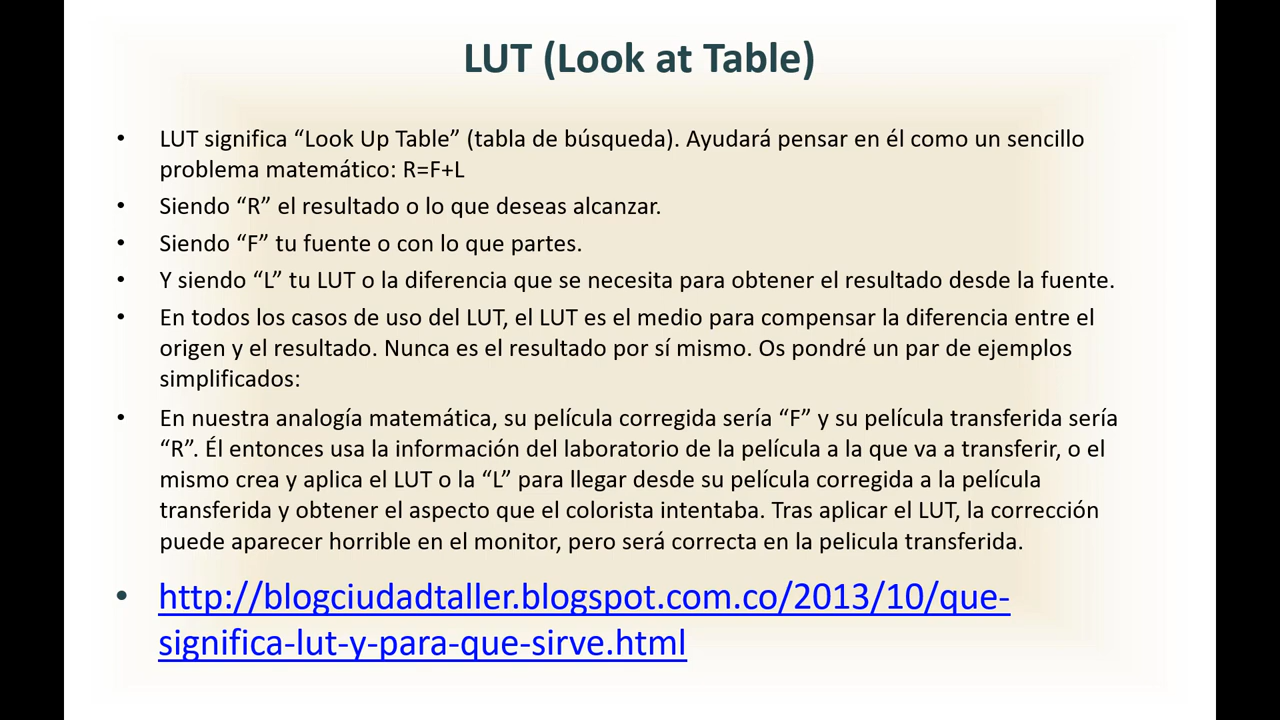 LUT (Look at Table)
• LUT significa “Look Up Table” (tabla de búsqueda). Ayudará pensar en él como un sencillo
problema matemático: R=F+L
• Siendo “R” el resultado o lo que deseas alcanzar.
• Siendo “F” tu fuente o con lo que partes.
• Y siendo “L” tu LUT o la diferencia que se necesita para obtener el resultado desde la fuente.
• En todos los casos de uso del LUT, el LUT es el medio para compensar la diferencia entre el
origen y el resultado. Nunca es el resultado por sí mismo. Os pondré un par de ejemplos
simplificados:
• En nuestra analogía matemática, su película corregida sería “F” y su película transferida sería
“R”. Él entonces usa la información del laboratorio de la película a la que va a transferir, o el
mismo crea y aplica el LUT o la “L” para llegar desde su película corregida a la película
transferida y obtener el aspecto que el colorista intentaba. Tras aplicar el LUT, la corrección
puede aparecer horrible en el monitor, pero será correcta en la pelicula transferida.
• http://blogciudadtaller.blogspot.com.co/2013/10/que-
significa-lut-y-para-que-sirve.html